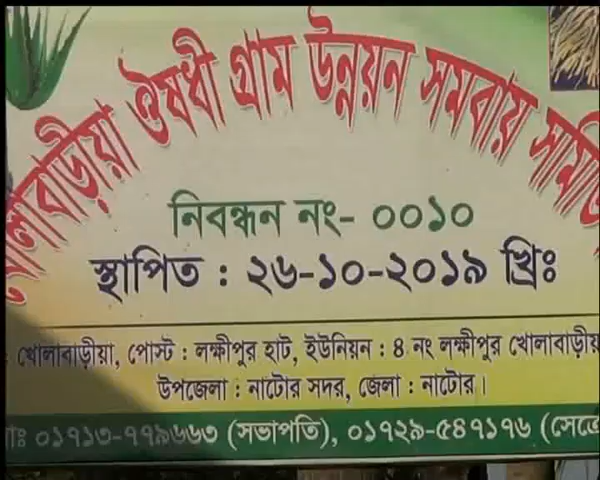 খোলাবাড়ীয়া ঔষধী গ্রাম উন্নয়ন সমবায় সমিতি
নিবন্ধন নং- ০০১০
স্থাপিত : ২৬-১০-২০১৯ খ্রিঃ
: খোলাবাড়ীয়া, পোস্ট : লক্ষীপুর হাট, ইউনিয়ন : ৪ নং লক্ষীপুর খোলাবাড়ীয়
উপজেলা : নাটোর সদর, জেলা : নাটোর।
০১৭১৩-৭৭৯৬৬৩ (সভাপতি), ০১৭২৯-৫৪৭১৭৬